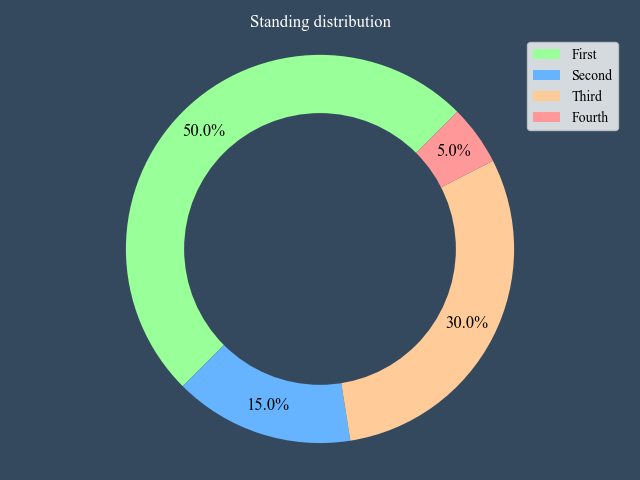 Standing distribution
First
Second
Third
Fourth
50.0%
5.0%
30.0%
15.0%